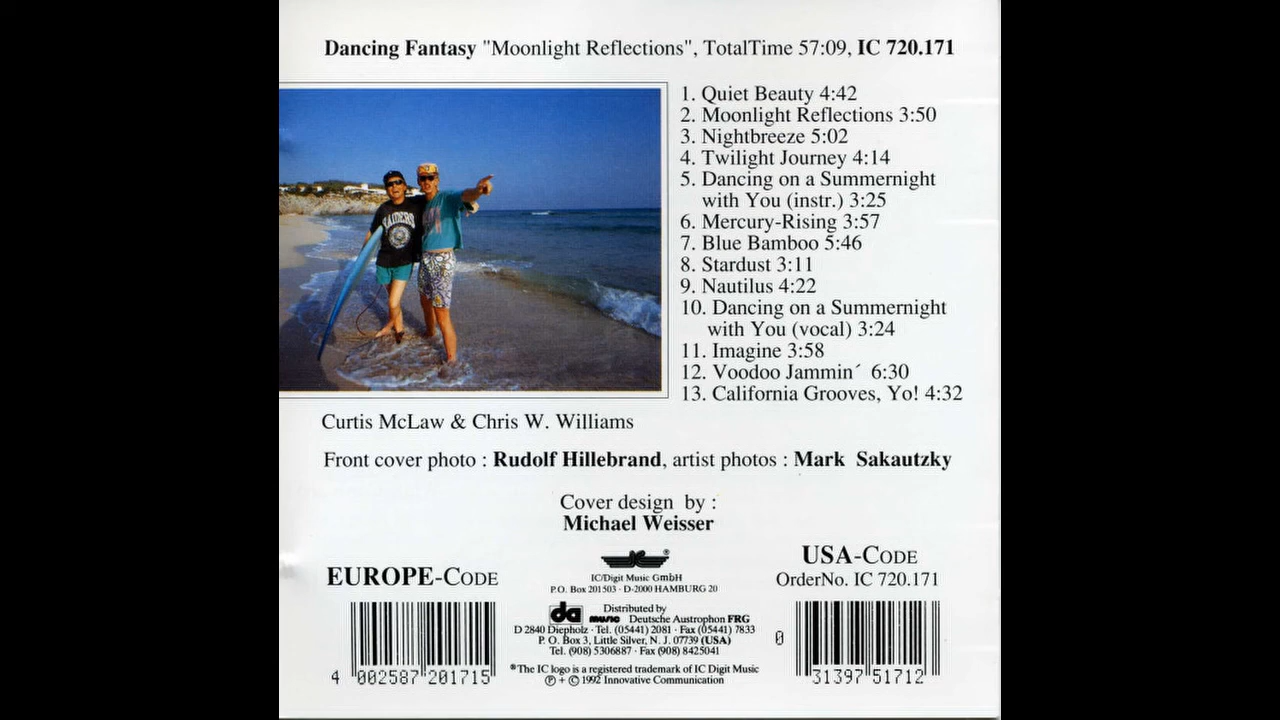 Dancing Fantasy "Moonlight Reflections", TotalTime 57:09, IC 720.171
1. Quiet Beauty 4:42
2. Moonlight Reflections 3:50
3. Nightbreeze 5:02
4. Twilight Journey 4:14
5. Dancing on a Summernight
with You (instr.) 3:25
6. Mercury-Rising 3:57
7. Blue Bamboo 5:46
8. Stardust 3:11
9. Nautilus 4:22
10. Dancing on a Summernight
with You (vocal) 3:24
11. Imagine 3:58
12. Voodoo Jammin´ 6:30
13. California Grooves, Yo! 4:32
RAIDERS
Curtis McLaw & Chris W. Williams
Front cover photo : Rudolf Hillebrand, artist photos : Mark Sakautzky
Cover design by :
Michael Weisser
EUROPE-CODE
4 002587 201715
IC®
IC/Digit Music GmbH
P.O. Box 201503 · D-2000 HAMBURG 20
da music
Distributed by
Deutsche Austrophon FRG
D 2840 Diepholz · Tel. (05441) 2081 · Fax (05441) 7833
P. O. Box 3, Little Silver, N. J. 07739 (USA)
Tel. (908) 5306887 · Fax (908) 8425041
®The IC logo is a registered trademark of IC Digit Music
℗ + © 1992 Innovative Communication
USA-CODE
OrderNo. IC 720.171
0 31397 51712